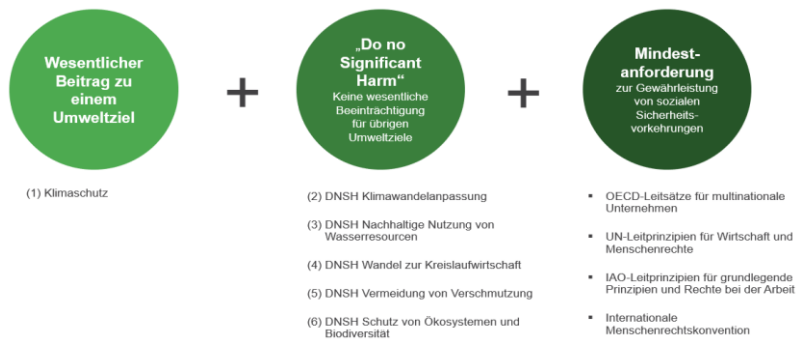 Wesentlicher
Beitrag zu
einem
Umweltziel
+
„Do no
Significant
Harm“
Keine wesentliche
Beeinträchtigung
für übrigen
Umweltziele
+
Mindest-
anforderung
zur Gewährleistung
von sozialen
Sicherheits-
vorkehrungen
(1) Klimaschutz
(2) DNSH Klimawandelanpassung
(3) DNSH Nachhaltige Nutzung von
Wasserresourcen
(4) DNSH Wandel zur Kreislaufwirtschaft
(5) DNSH Vermeidung von Verschmutzung
(6) DNSH Schutz von Ökosystemen und
Biodiversität
▪ OECD-Leitsätze für multinationale
Unternehmen
▪ UN-Leitprinzipien für Wirtschaft und
Menschenrechte
▪ IAO-Leitprinzipien für grundlegende
Prinzipien und Rechte bei der Arbeit
▪ Internationale
Menschenrechtskonvention